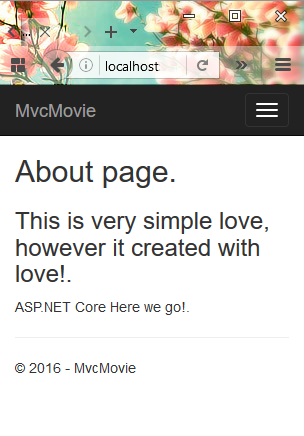 localhost
MvcMovie
About page.
This is very simple love,
however it created with
love!.
ASP.NET Core Here we go!.
© 2016 - MvcMovie